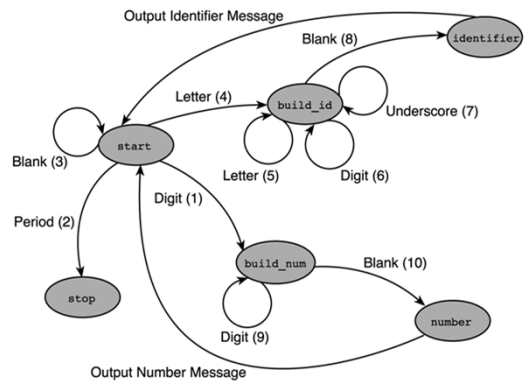 Output Identifier Message
Blank (8)
identifier
Letter (4)
build_id
Underscore (7)
Blank (3)
start
Letter (5)
Digit (6)
Digit (1)
Period (2)
build_num
Blank (10)
stop
Digit (9)
number
Output Number Message